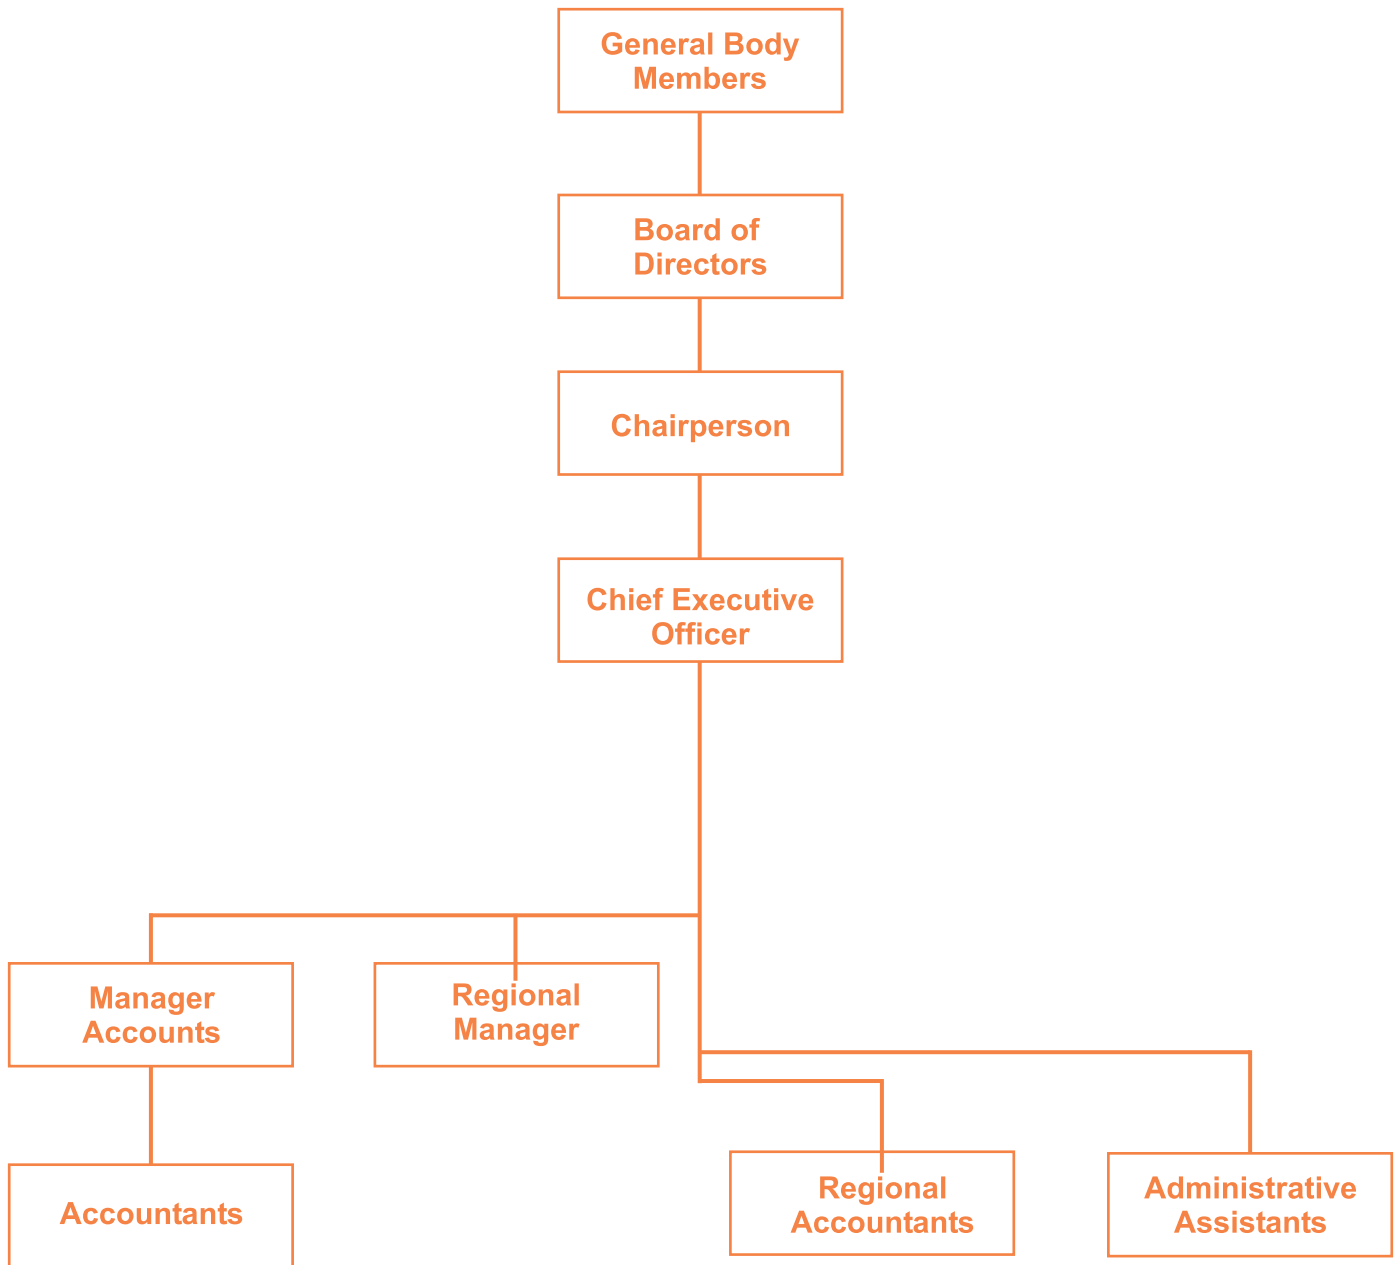 General Body
Members
Board of
Directors
Chairperson
Chief Executive
Officer
Manager
Accounts
Regional
Manager
Accountants
Regional
Accountants
Administrative
Assistants